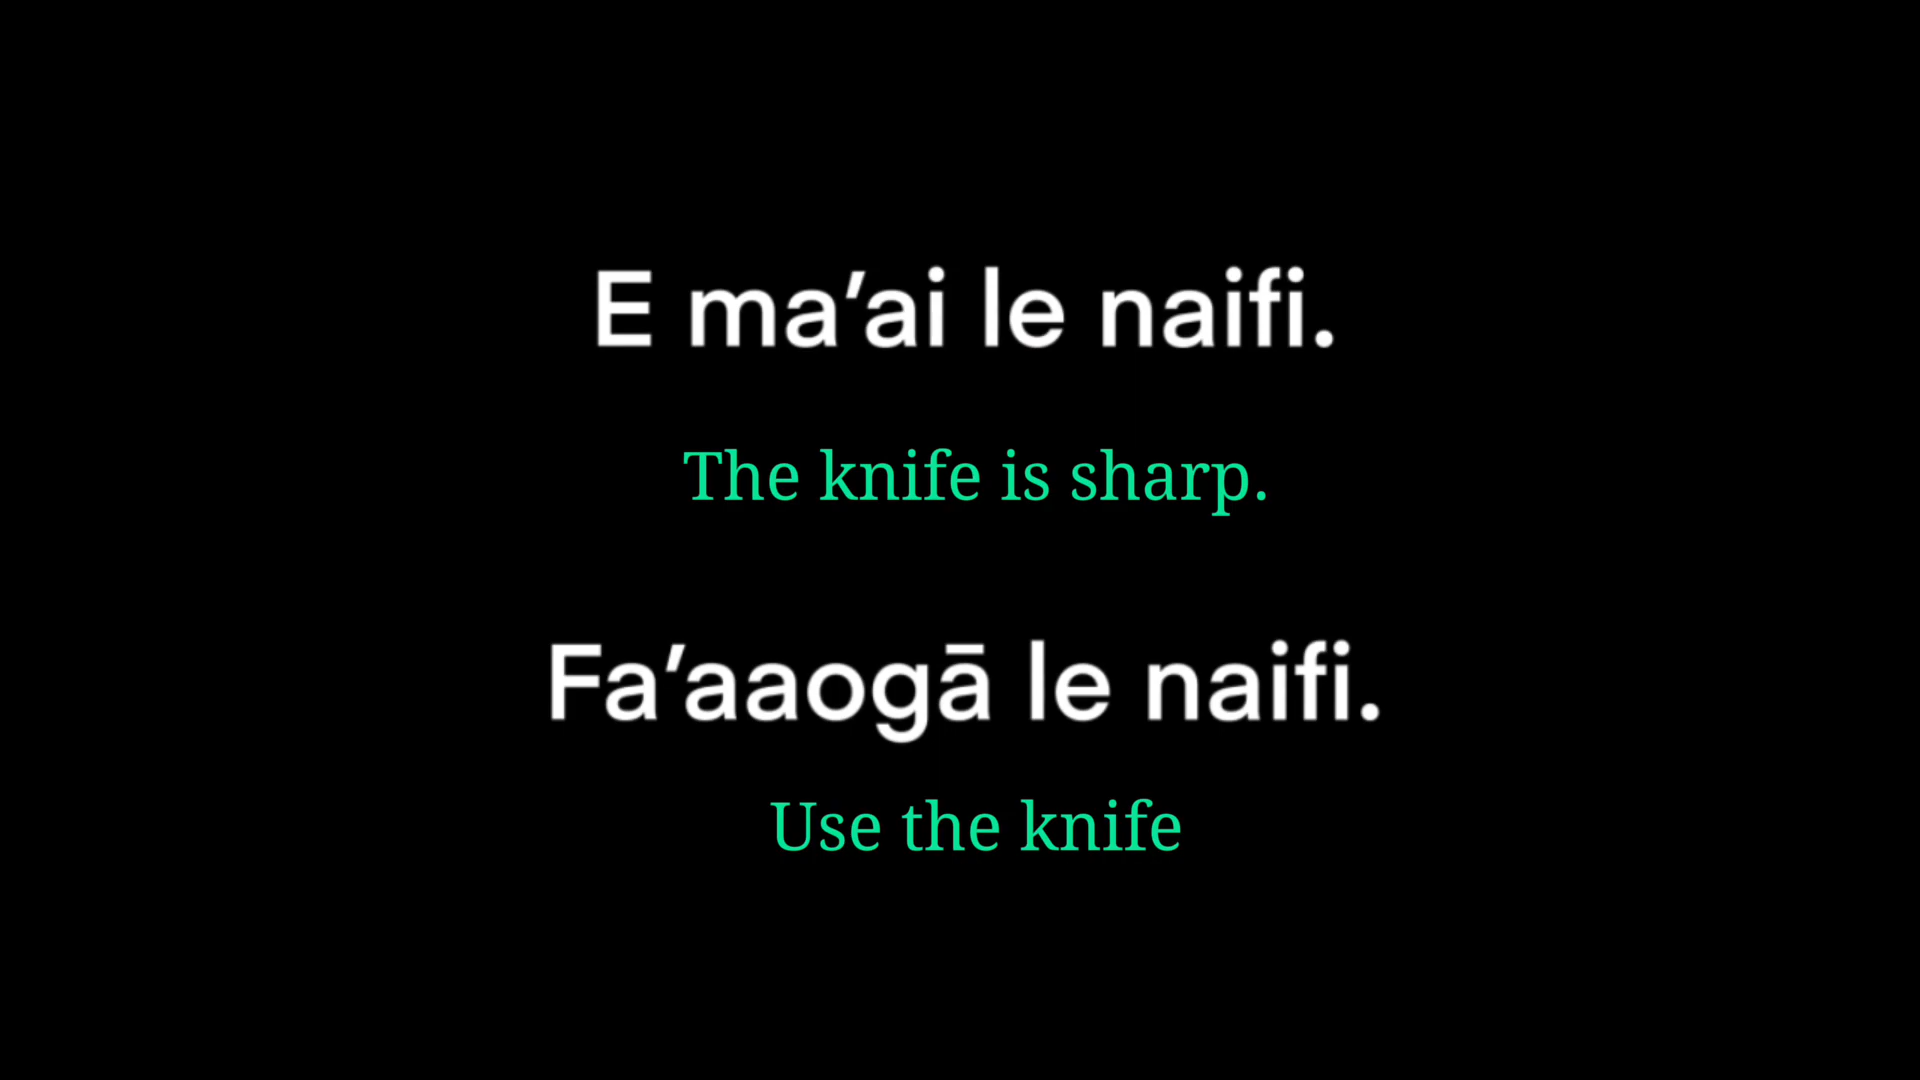 E ma’ai le naifi.
The knife is sharp.
Fa’aaogā le naifi.
Use the knife